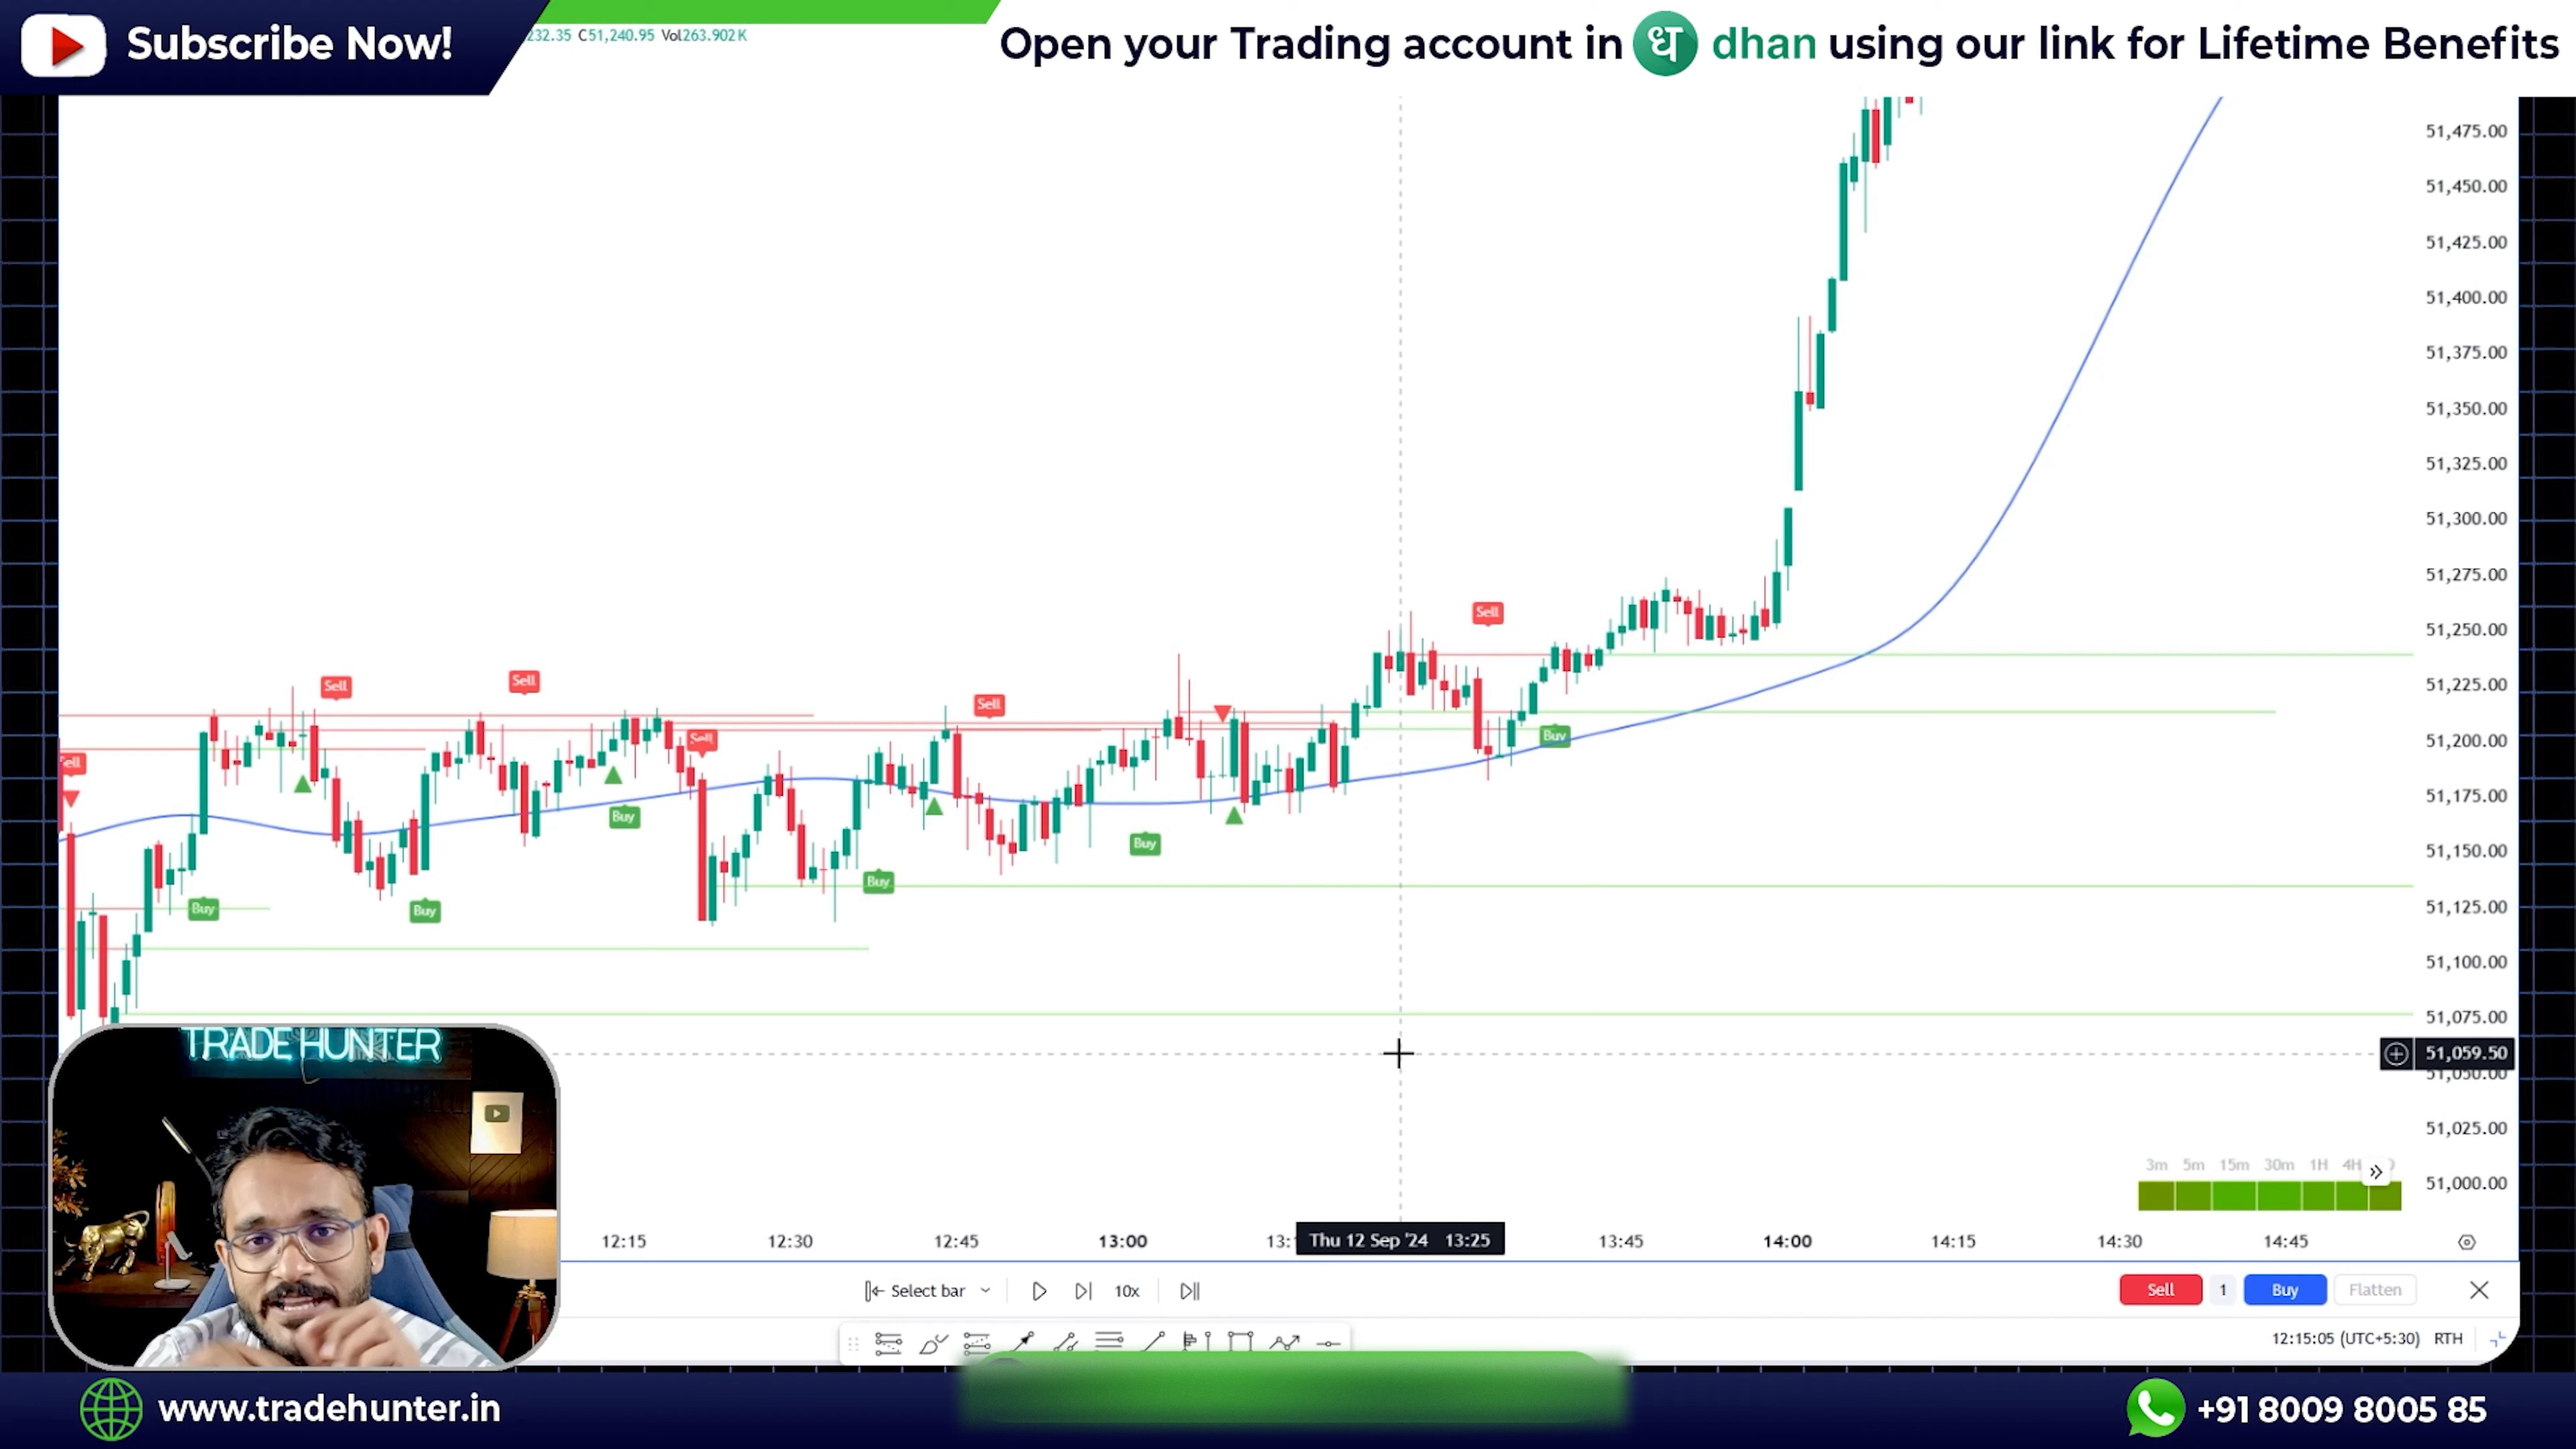 Subscribe Now!
232.35 C51,240.95 Vol263.902K
Open your Trading account in धा dhan using our link for Lifetime Benefits
51,475.00
51,450.00
51,425.00
51,400.00
51,375.00
51,350.00
51,325.00
51,300.00
51,275.00
51,250.00
51,225.00
51,200.00
51,175.00
51,150.00
51,125.00
51,100.00
51,075.00
51,059.50
51,050.00
51,025.00
51,000.00
Sell
Sell
Sell
Sell
Sell
Buy
Buy
Buy
Buy
Buy
Buy
TRADE HUNTER
3m 5m 15m 30m 1H 4H
12:15 12:30 12:45 13:00 Thu 12 Sep '24 13:25 13:45 14:00 14:15 14:30 14:45
Select bar 10x
Sell 1 Buy Flatten
12:15:05 (UTC+5:30) RTH
www.tradehunter.in
+91 8009 8005 85